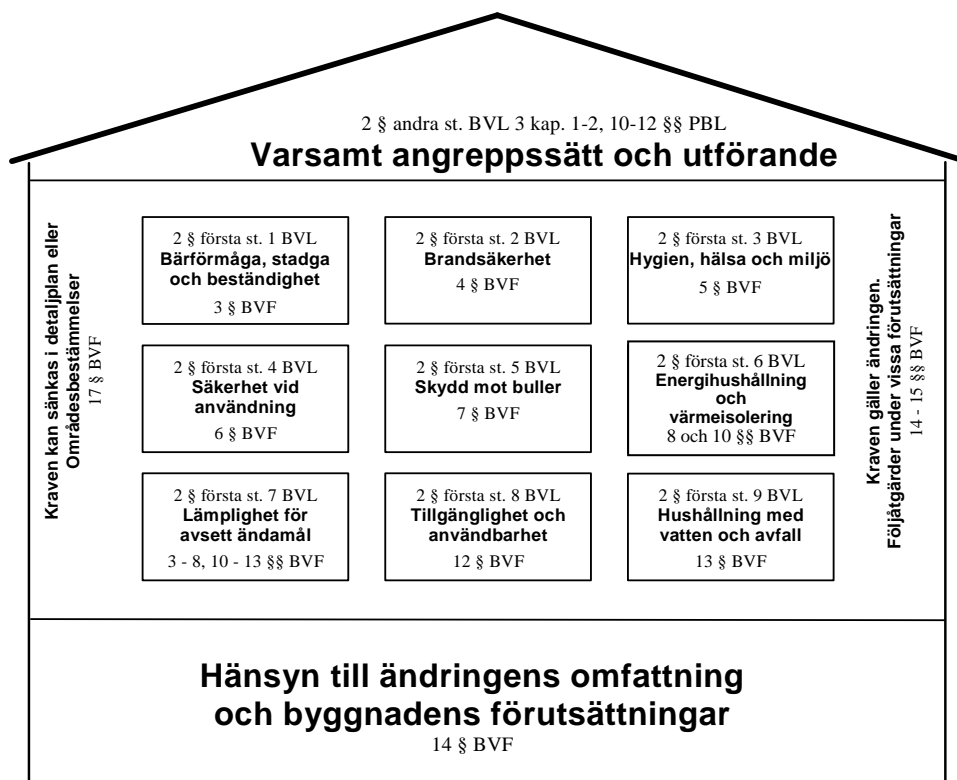 2 § andra st. BVL 3 kap. 1-2, 10-12 §§ PBL
Varsamt angreppssätt och utförande
Kraven kan sänkas i detaljplan eller
Områdesbestämmelser
17 § BVF
2 § första st. 1 BVL
Bärförmåga, stadga
och beständighet
3 § BVF
2 § första st. 2 BVL
Brandsäkerhet
4 § BVF
2 § första st. 3 BVL
Hygien, hälsa och miljö
5 § BVF
2 § första st. 4 BVL
Säkerhet vid
användning
6 § BVF
2 § första st. 5 BVL
Skydd mot buller
7 § BVF
2 § första st. 6 BVL
Energihushållning
och
värmeisolering
8 och 10 §§ BVF
2 § första st. 7 BVL
Lämplighet för
avsett ändamål
3 - 8, 10 - 13 §§ BVF
2 § första st. 8 BVL
Tillgänglighet och
användbarhet
12 § BVF
2 § första st. 9 BVL
Hushållning med
vatten och avfall
13 § BVF
Kraven gäller ändringen.
Följåtgärder under vissa förutsättningar
14 - 15 §§ BVF
Hänsyn till ändringens omfattning
och byggnadens förutsättningar
14 § BVF